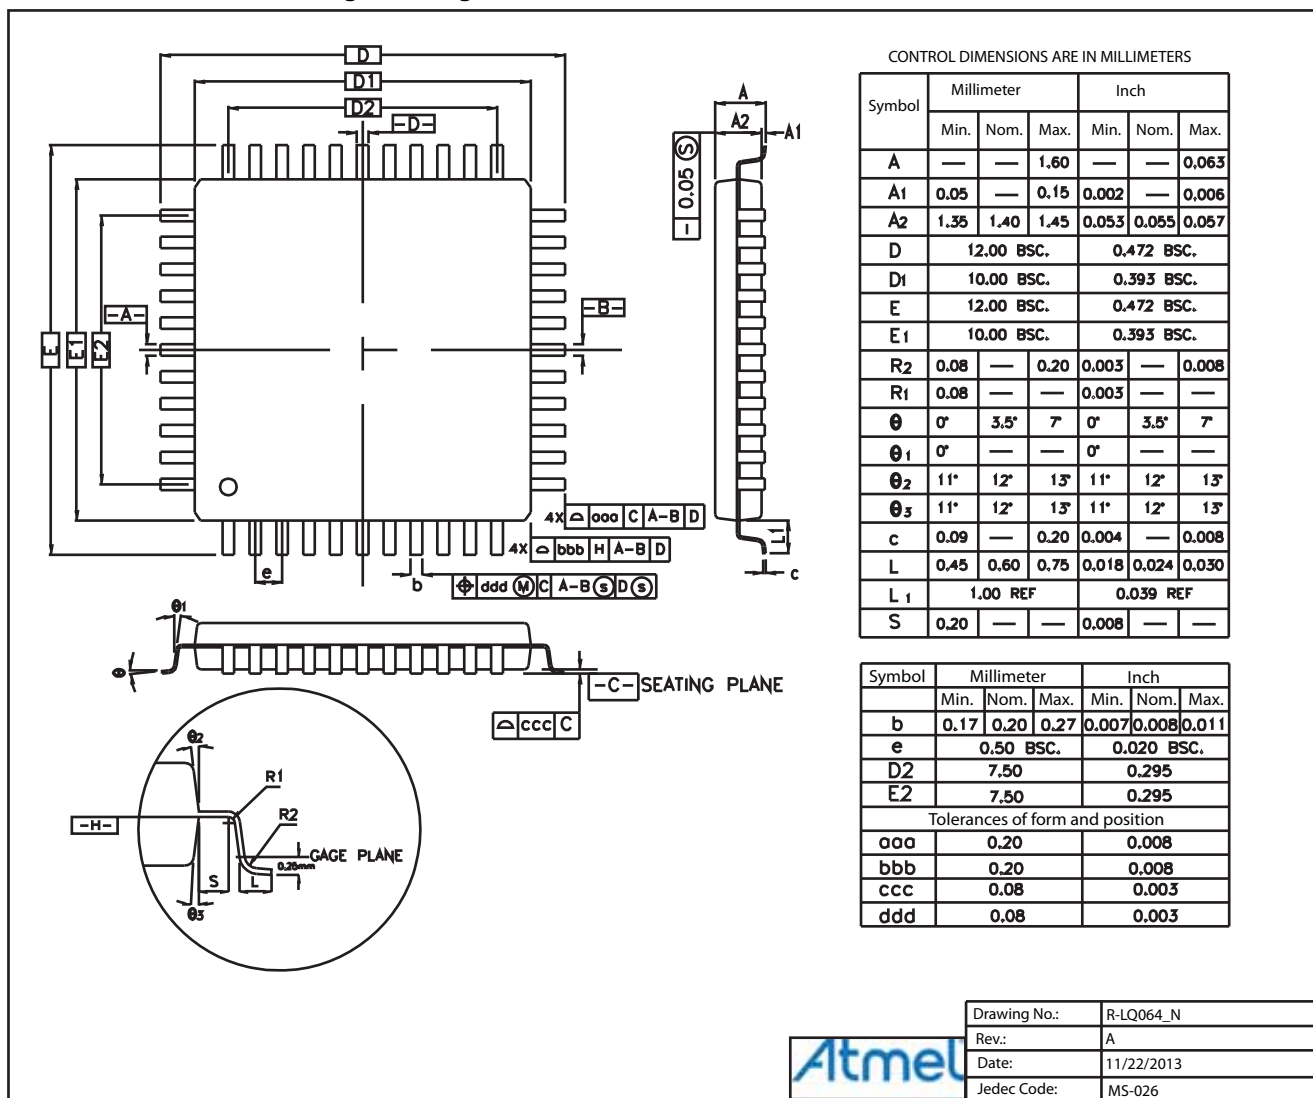 D
D1
D2
-D-
A
A2
A1
0.05 Ⓢ
-A-
-B-
E
E1
E2
4X aaa C A-B D
4X bbb H A-B D
e
b
ddd Ⓜ C A-B Ⓢ D Ⓢ
L1
c
θ1
θ
-C- SEATING PLANE
ccc C
θ2
R1
R2
-H-
GAGE PLANE
0.25mm
S
L
θ3
CONTROL DIMENSIONS ARE IN MILLIMETERS
Symbol Millimeter Inch
Min. Nom. Max. Min. Nom. Max.
A — — 1.60 — — 0.063
A1 0.05 — 0.15 0.002 — 0.006
A2 1.35 1.40 1.45 0.053 0.055 0.057
D 12.00 BSC. 0.472 BSC.
D1 10.00 BSC. 0.393 BSC.
E 12.00 BSC. 0.472 BSC.
E1 10.00 BSC. 0.393 BSC.
R2 0.08 — 0.20 0.003 — 0.008
R1 0.08 — — 0.003 — —
θ 0° 3.5° 7° 0° 3.5° 7°
θ1 0° — — 0° — —
θ2 11° 12° 13° 11° 12° 13°
θ3 11° 12° 13° 11° 12° 13°
c 0.09 — 0.20 0.004 — 0.008
L 0.45 0.60 0.75 0.018 0.024 0.030
L1 1.00 REF 0.039 REF
S 0.20 — — 0.008 — —
Symbol Millimeter Inch
Min. Nom. Max. Min. Nom. Max.
b 0.17 0.20 0.27 0.007 0.008 0.011
e 0.50 BSC. 0.020 BSC.
D2 7.50 0.295
E2 7.50 0.295
Tolerances of form and position
aaa 0.20 0.008
bbb 0.20 0.008
ccc 0.08 0.003
ddd 0.08 0.003
Atmel
Drawing No.: R-LQ064_N
Rev.: A
Date: 11/22/2013
Jedec Code: MS-026